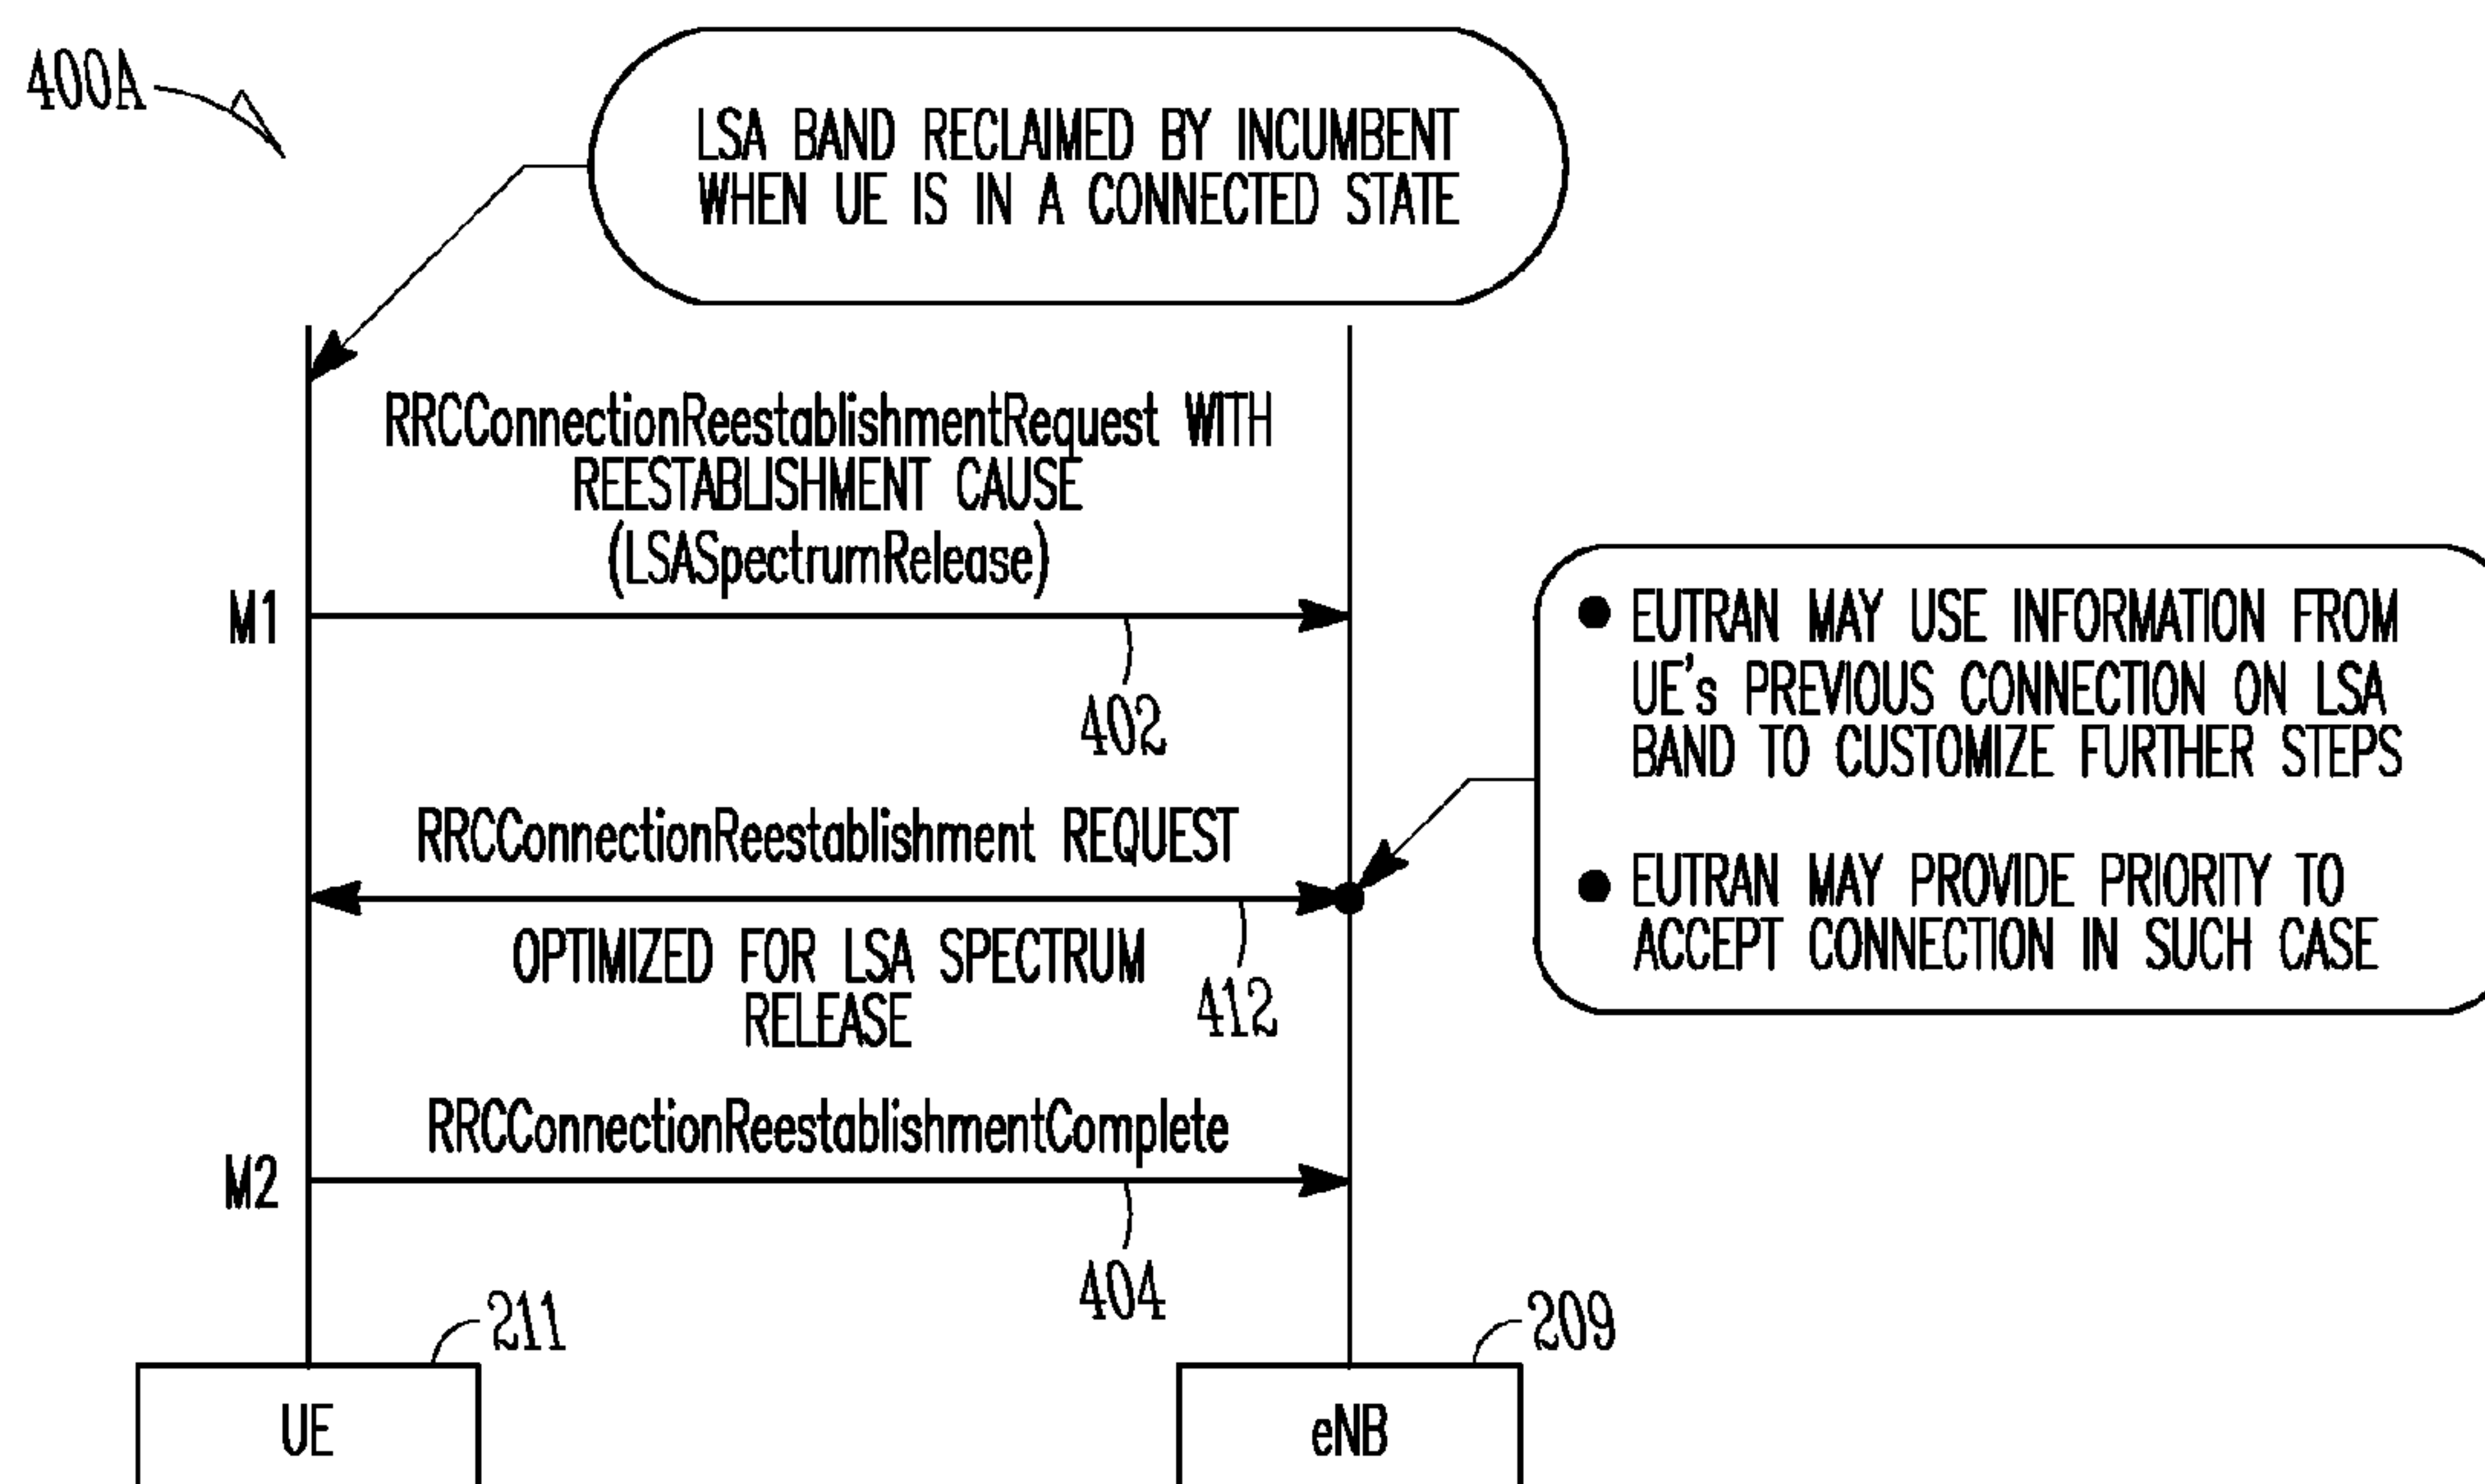 400A
LSA BAND RECLAIMED BY INCUMBENT
WHEN UE IS IN A CONNECTED STATE
RRCConnectionReestablishmentRequest WITH
REESTABLISHMENT CAUSE
(LSASpectrumRelease)
M1
402
● EUTRAN MAY USE INFORMATION FROM
UE's PREVIOUS CONNECTION ON LSA
BAND TO CUSTOMIZE FURTHER STEPS
● EUTRAN MAY PROVIDE PRIORITY TO
ACCEPT CONNECTION IN SUCH CASE
RRCConnectionReestablishment REQUEST
OPTIMIZED FOR LSA SPECTRUM
RELEASE
412
RRCConnectionReestablishmentComplete
M2
404
211
209
UE
eNB